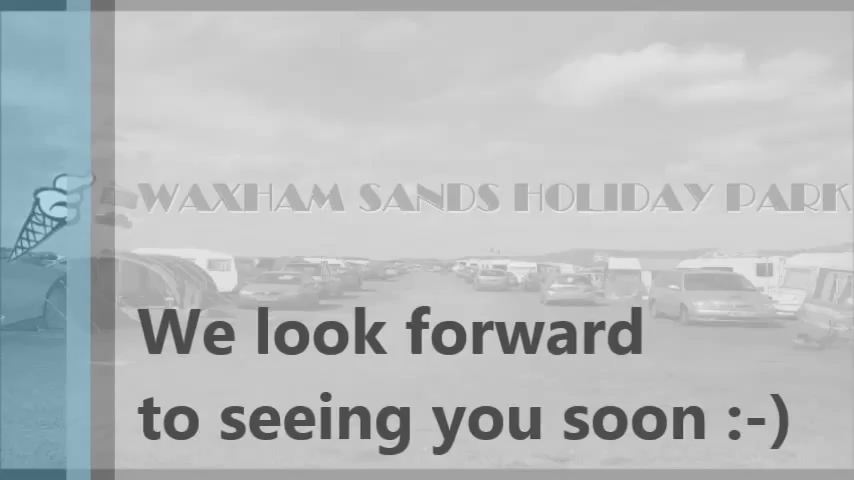 WAXHAM SANDS HOLIDAY PARK
We look forward
to seeing you soon :-)